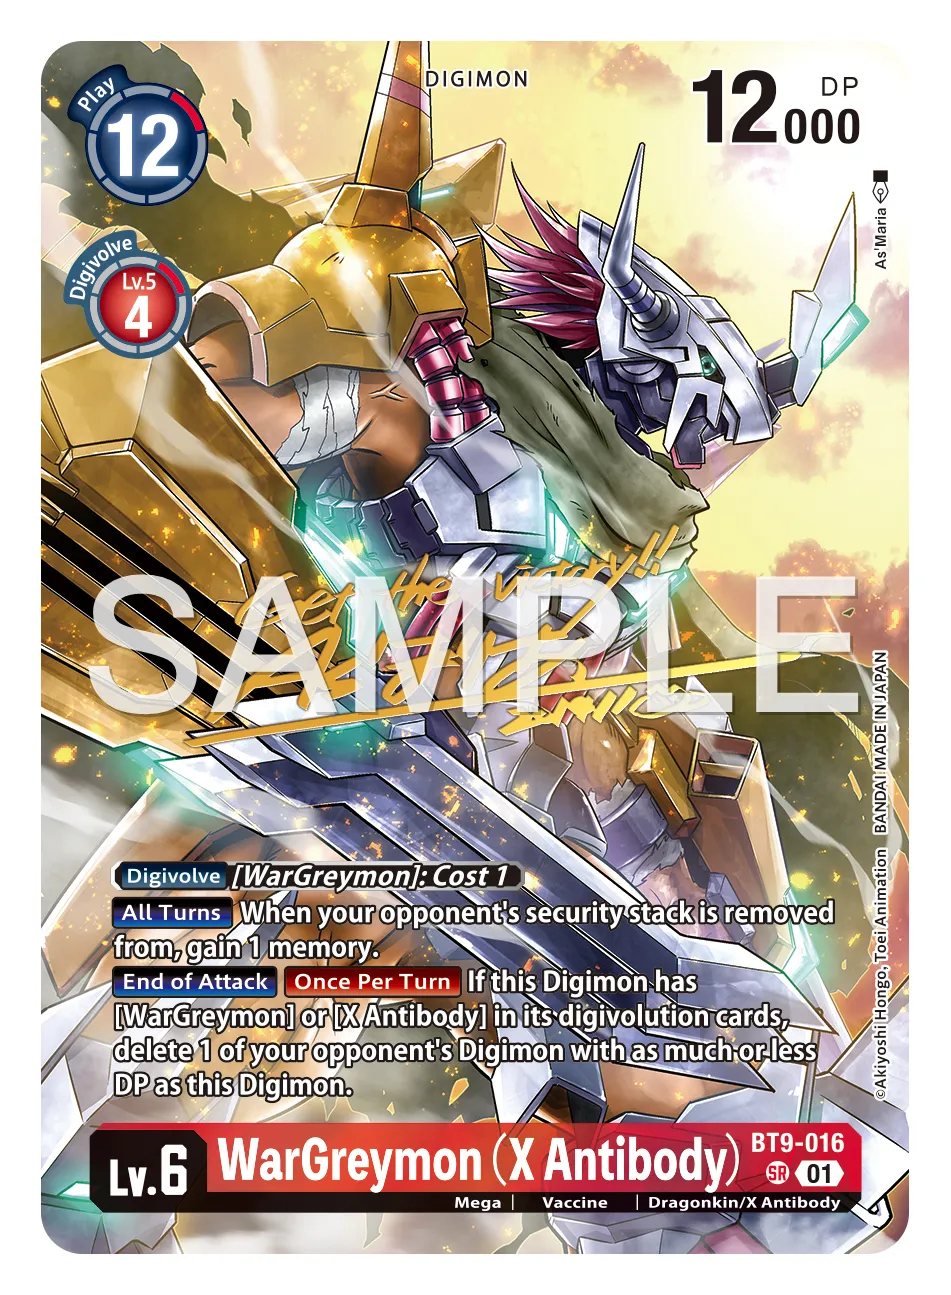 DIGIMON
Play
12
12000
DP
Digivolve
Lv.5
4
As'Maria
Get the victory!!
SAMPLE
BANDAI MADE IN JAPAN
©Akiyoshi Hongo, Toei Animation
Digivolve [WarGreymon]: Cost 1
All Turns When your opponent's security stack is removed
from, gain 1 memory.
End of Attack Once Per Turn If this Digimon has
[WarGreymon] or [X Antibody] in its digivolution cards,
delete 1 of your opponent's Digimon with as much or less
DP as this Digimon.
Lv.6
WarGreymon (X Antibody)
BT9-016
SR 01
Mega | Vaccine | Dragonkin/X Antibody